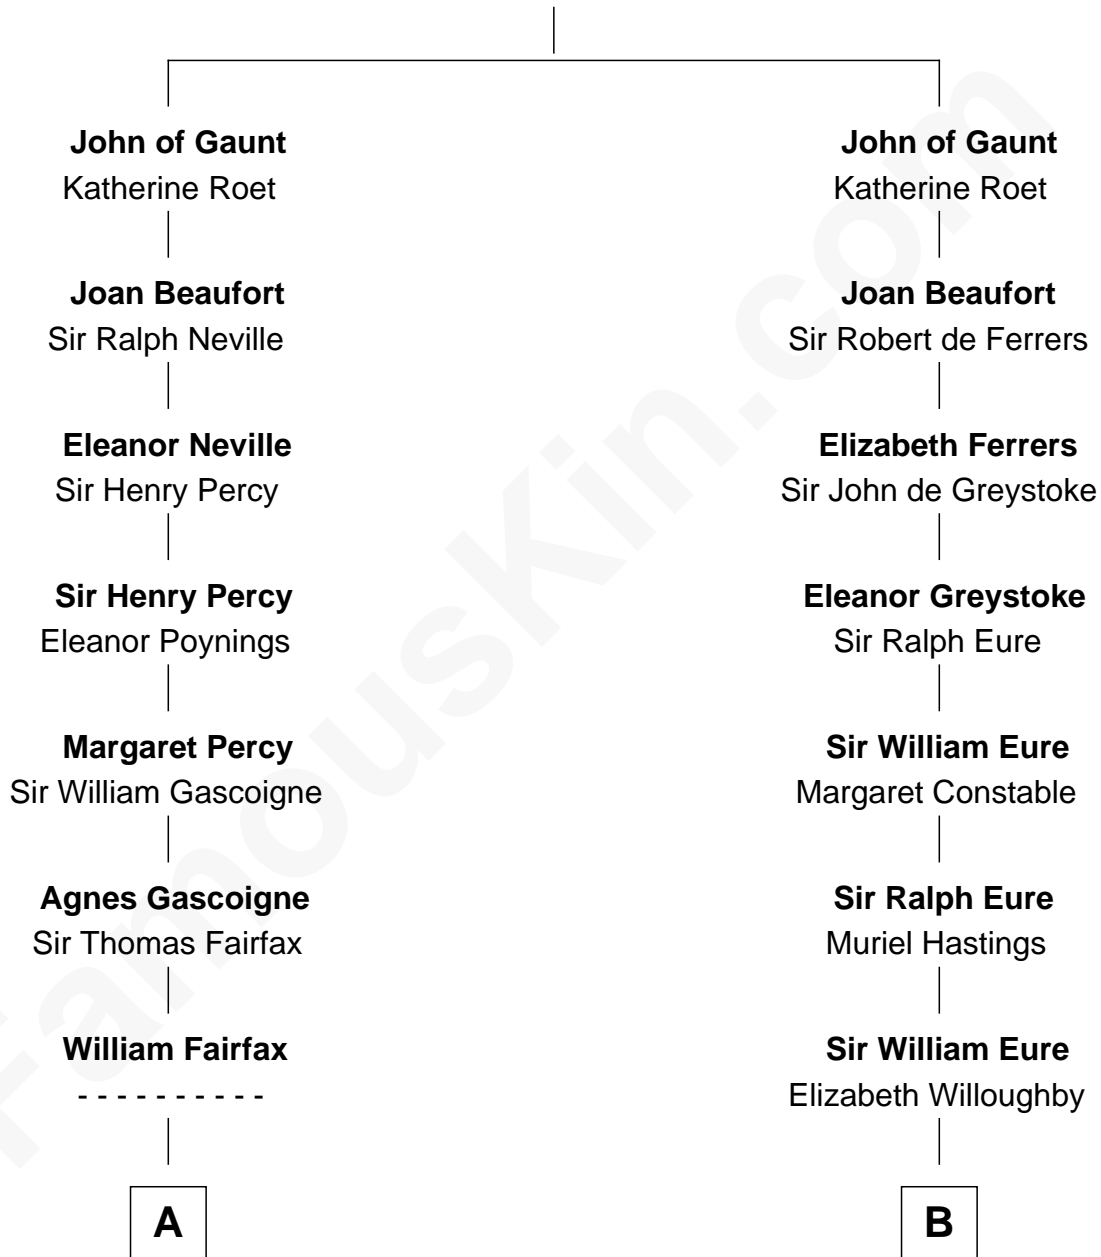 John of Gaunt
Katherine Roet
Joan Beaufort
Sir Ralph Neville
Eleanor Neville
Sir Henry Percy
Sir Henry Percy
Eleanor Poynings
Margaret Percy
Sir William Gascoigne
Agnes Gascoigne
Sir Thomas Fairfax
William Fairfax
- - - - - - - - - -
A
John of Gaunt
Katherine Roet
Joan Beaufort
Sir Robert de Ferrers
Elizabeth Ferrers
Sir John de Greystoke
Eleanor Greystoke
Sir Ralph Eure
Sir William Eure
Margaret Constable
Sir Ralph Eure
Muriel Hastings
Sir William Eure
Elizabeth Willoughby
B
FamousKin.com